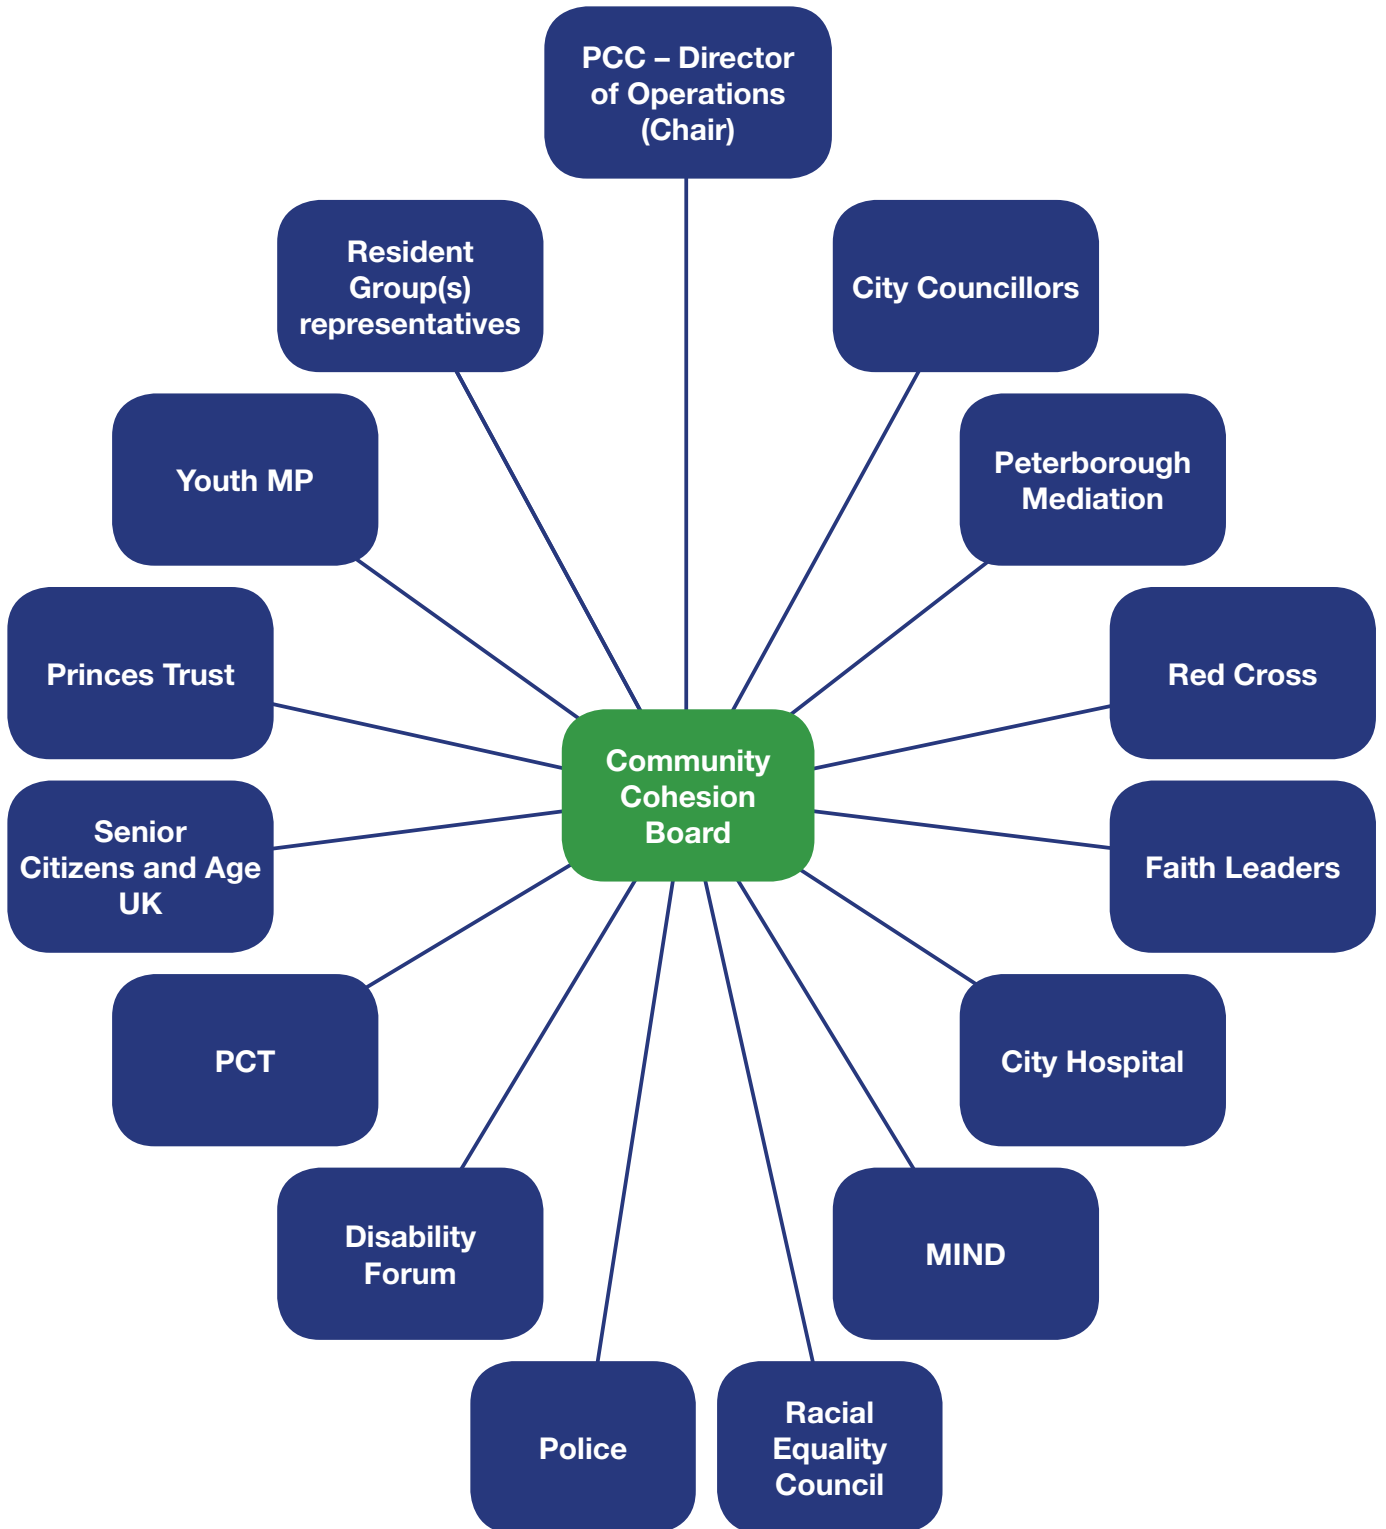 PCC – Director
of Operations
(Chair)
Resident
Group(s)
representatives
City Councillors
Youth MP
Peterborough
Mediation
Princes Trust
Red Cross
Community
Cohesion
Board
Senior
Citizens and Age
UK
Faith Leaders
PCT
City Hospital
Disability
Forum
MIND
Police
Racial
Equality
Council